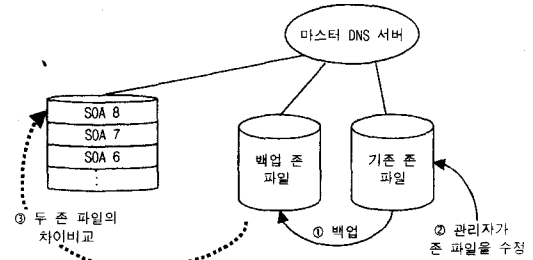 마스터 DNS 서버
SOA 8
SOA 7
SOA 6
⋮
백업 존
파일
기존 존
파일
③ 두 존 파일의
차이비교
① 백업
② 관리자가
존 파일을 수정